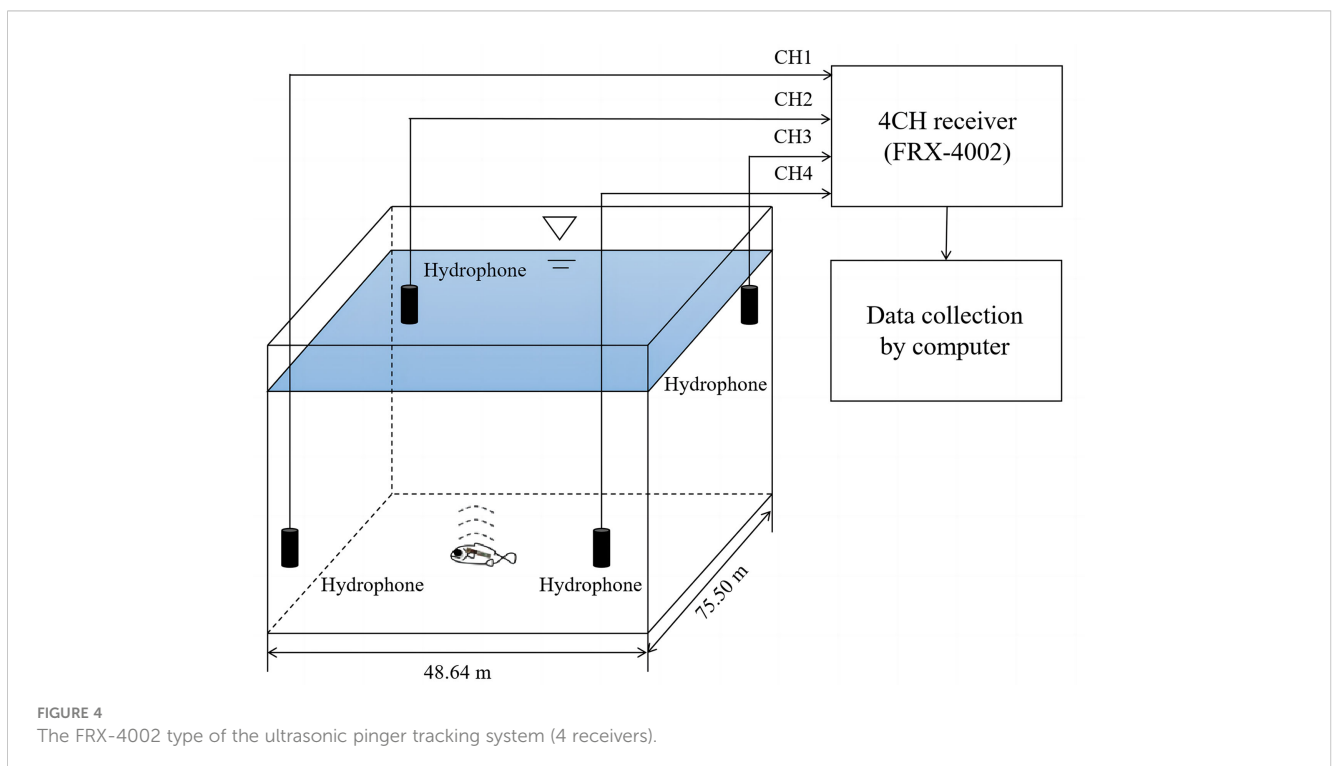 CH1
CH2
CH3
CH4
4CH receiver
(FRX-4002)
Hydrophone
Data collection
by computer
Hydrophone
Hydrophone
Hydrophone
75.50 m
48.64 m
FIGURE 4
The FRX-4002 type of the ultrasonic pinger tracking system (4 receivers).